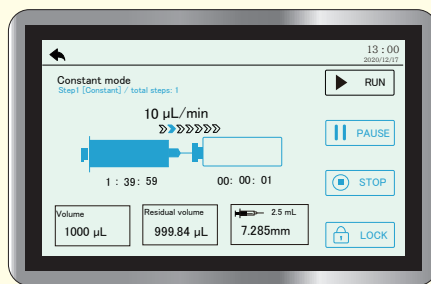 13 : 00
2020/12/17
Constant mode
Step1 [Constant] / total steps: 1
RUN
10 µL/min
PAUSE
1 : 39: 59
00: 00: 01
STOP
Volume
1000 µL
Residual volume
999.84 µL
2.5 mL
7.285mm
LOCK